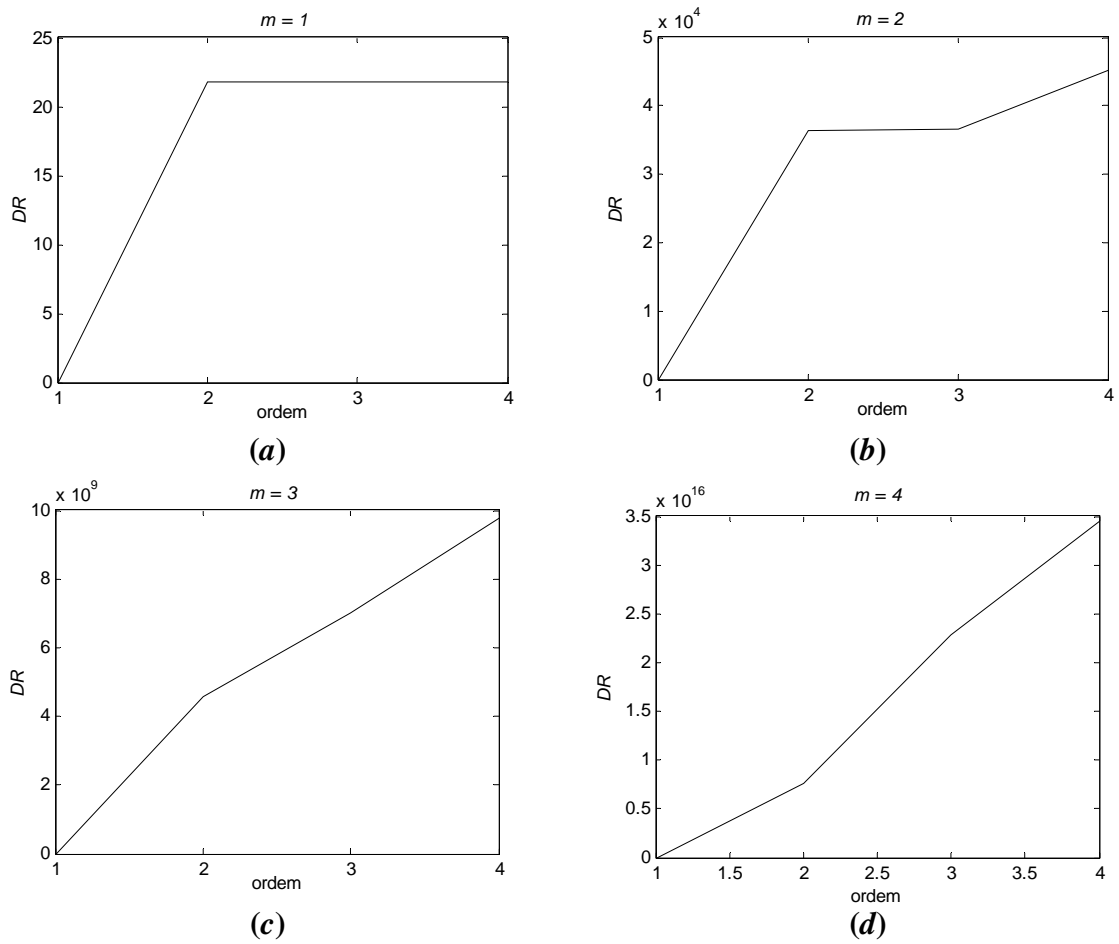 m = 1
25
20
15
10
5
0
DR
1 2 3 4
ordem
(a)
x 10^4
m = 2
5
4
3
2
1
0
DR
1 2 3 4
ordem
(b)
x 10^9
m = 3
10
8
6
4
2
0
DR
1 2 3 4
ordem
(c)
x 10^16
m = 4
3.5
3
2.5
2
1.5
1
0.5
0
DR
1 1.5 2 2.5 3 3.5 4
ordem
(d)